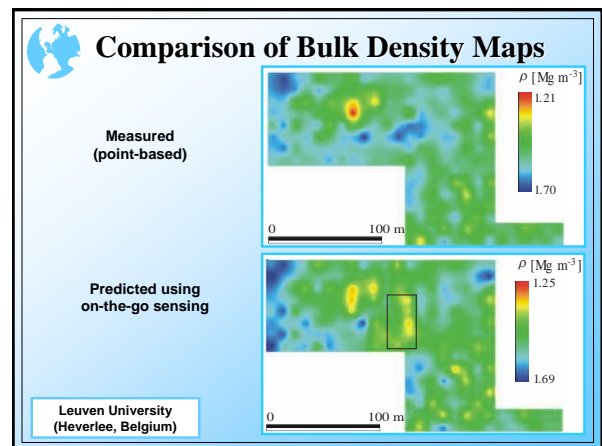 Comparison of Bulk Density Maps
Measured
(point-based)
ρ [Mg m-3]
1.21
1.70
0
100 m
Predicted using
on-the-go sensing
ρ [Mg m-3]
1.25
1.69
0
100 m
Leuven University
(Heverlee, Belgium)